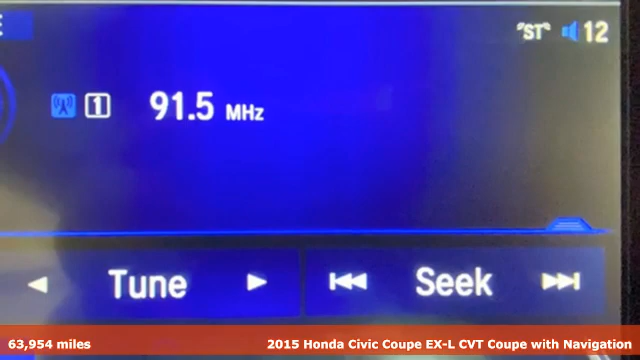 "ST" 12
1 91.5 MHz
Tune Seek
63,954 miles 2015 Honda Civic Coupe EX-L CVT Coupe with Navigation